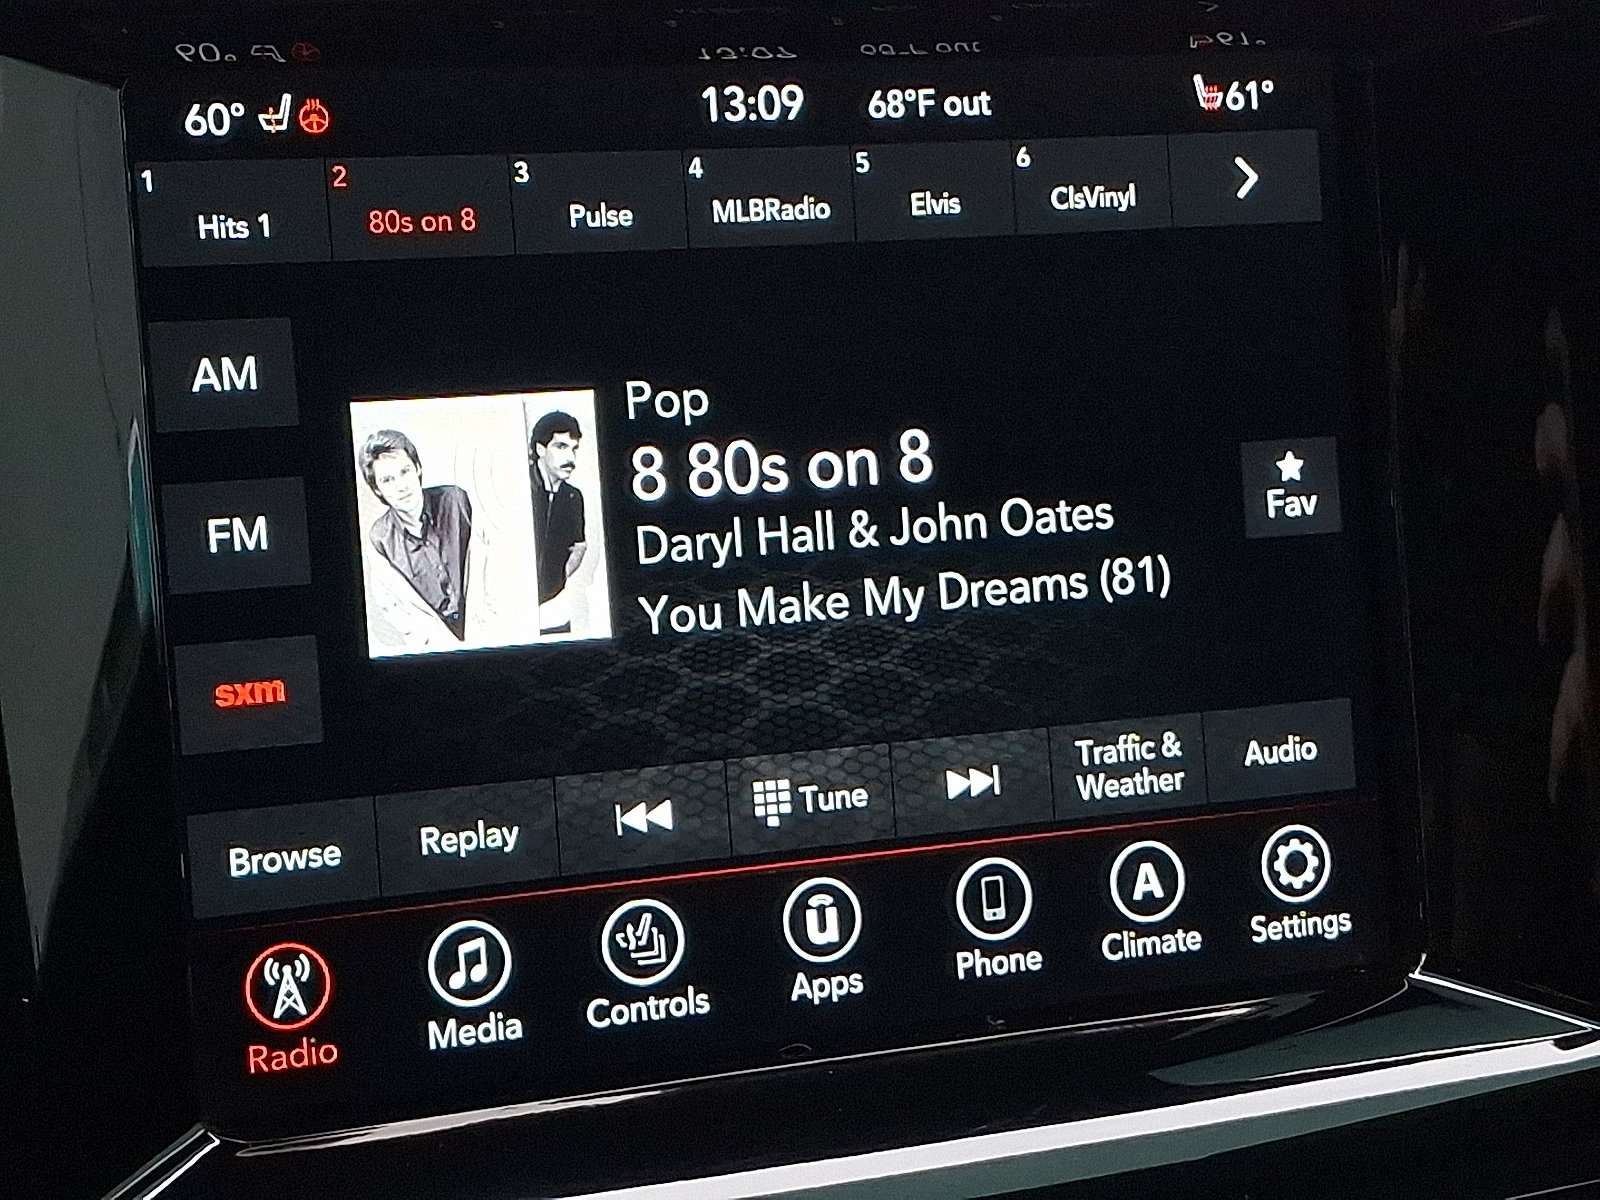 60° 13:09 68°F out 61°
1 2 3 4 5 6
Hits 1 80s on 8 Pulse MLBRadio Elvis ClsVinyl
AM
FM
sxm
Pop
8 80s on 8
Daryl Hall & John Oates
You Make My Dreams (81)
Fav
Browse Replay Tune Traffic & Weather Audio
Radio Media Controls Apps Phone Climate Settings